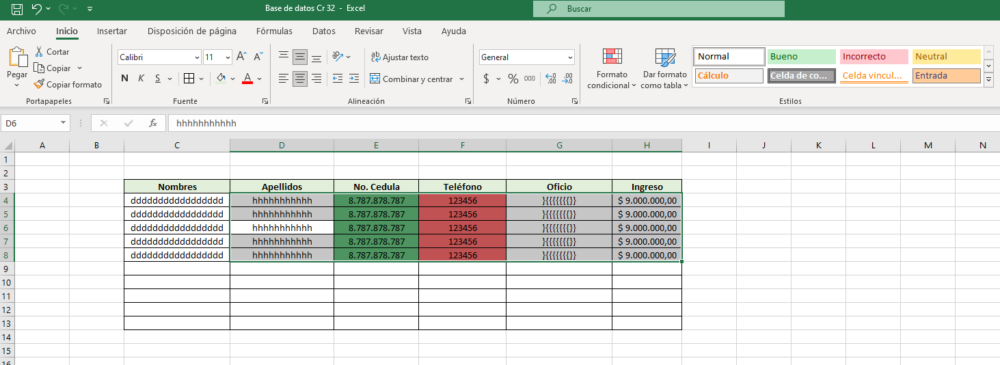 Base de datos Cr 32 - Excel
Buscar
Archivo Inicio Insertar Disposición de página Fórmulas Datos Revisar Vista Ayuda
Pegar
Cortar
Copiar
Copiar formato
Portapapeles
Calibri 11 A A
N K S A
Fuente
ab Ajustar texto
Combinar y centrar
Alineación
General
$ % 000
Número
Formato condicional
Dar formato como tabla
Normal Bueno Incorrecto Neutral
Cálculo Celda de co... Celda vincul... Entrada
Estilos
D6 fx hhhhhhhhhhh
A B C D E F G H I J K L M N
1
2
3 Nombres Apellidos No. Cedula Teléfono Oficio Ingreso
4 ddddddddddddddddd hhhhhhhhhhh 8.787.878.787 123456 }{{{{{{{}} $ 9.000.000,00
5 ddddddddddddddddd hhhhhhhhhhh 8.787.878.787 123456 }{{{{{{{}} $ 9.000.000,00
6 ddddddddddddddddd hhhhhhhhhhh 8.787.878.787 123456 }{{{{{{{}} $ 9.000.000,00
7 ddddddddddddddddd hhhhhhhhhhh 8.787.878.787 123456 }{{{{{{{}} $ 9.000.000,00
8 ddddddddddddddddd hhhhhhhhhhh 8.787.878.787 123456 }{{{{{{{}} $ 9.000.000,00
9
10
11
12
13
14
15
16